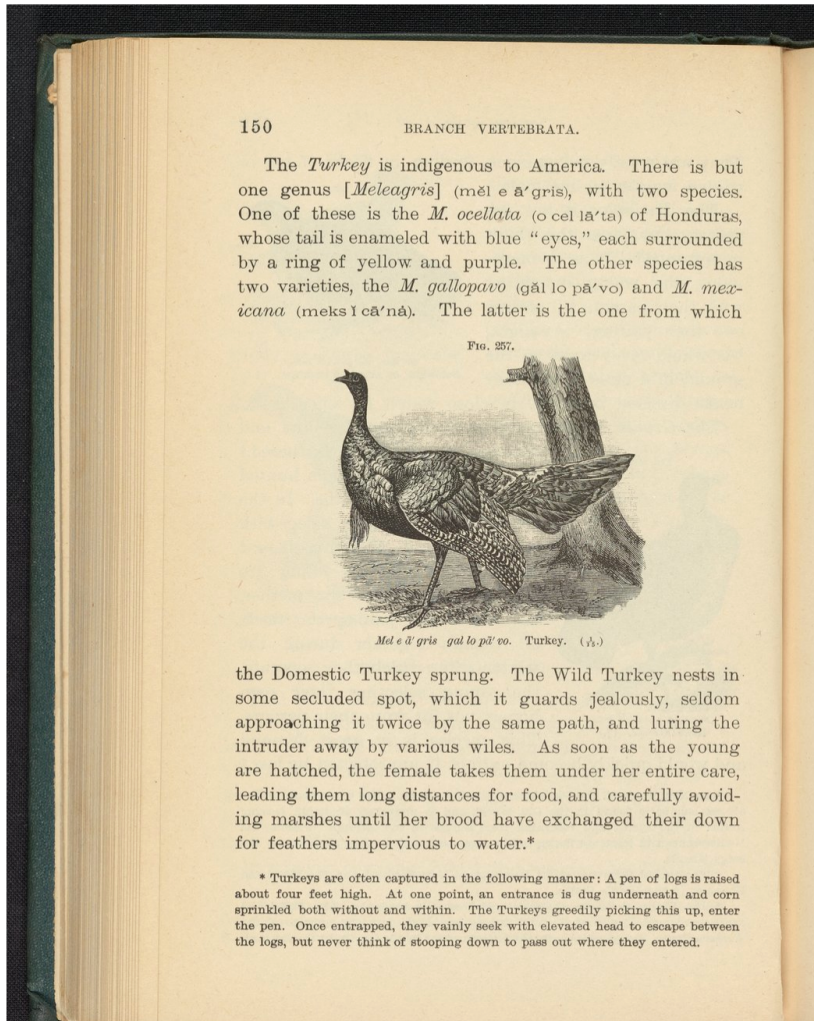 150
BRANCH VERTEBRATA.
The Turkey is indigenous to America. There is but
one genus [Meleagris] (mĕl e ā′gris), with two species.
One of these is the M. ocellata (o cel lā′ta) of Honduras,
whose tail is enameled with blue “eyes,” each surrounded
by a ring of yellow and purple. The other species has
two varieties, the M. gallopavo (găl lo pā′vo) and M. mex-
icana (meks ĭ cā′nȧ). The latter is the one from which
FIG. 257.
Mel e ā′ gris gal lo pā′ vo. Turkey. (1/15.)
the Domestic Turkey sprung. The Wild Turkey nests in
some secluded spot, which it guards jealously, seldom
approaching it twice by the same path, and luring the
intruder away by various wiles. As soon as the young
are hatched, the female takes them under her entire care,
leading them long distances for food, and carefully avoid-
ing marshes until her brood have exchanged their down
for feathers impervious to water.*
* Turkeys are often captured in the following manner: A pen of logs is raised
about four feet high. At one point, an entrance is dug underneath and corn
sprinkled both without and within. The Turkeys greedily picking this up, enter
the pen. Once entrapped, they vainly seek with elevated head to escape between
the logs, but never think of stooping down to pass out where they entered.